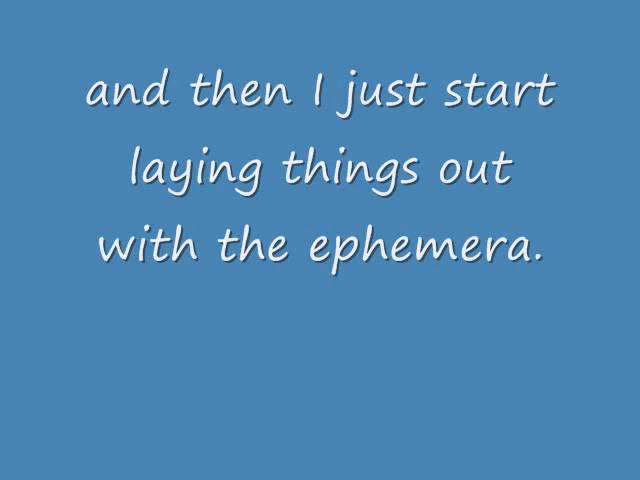 and then I just start
laying things out
with the ephemera.